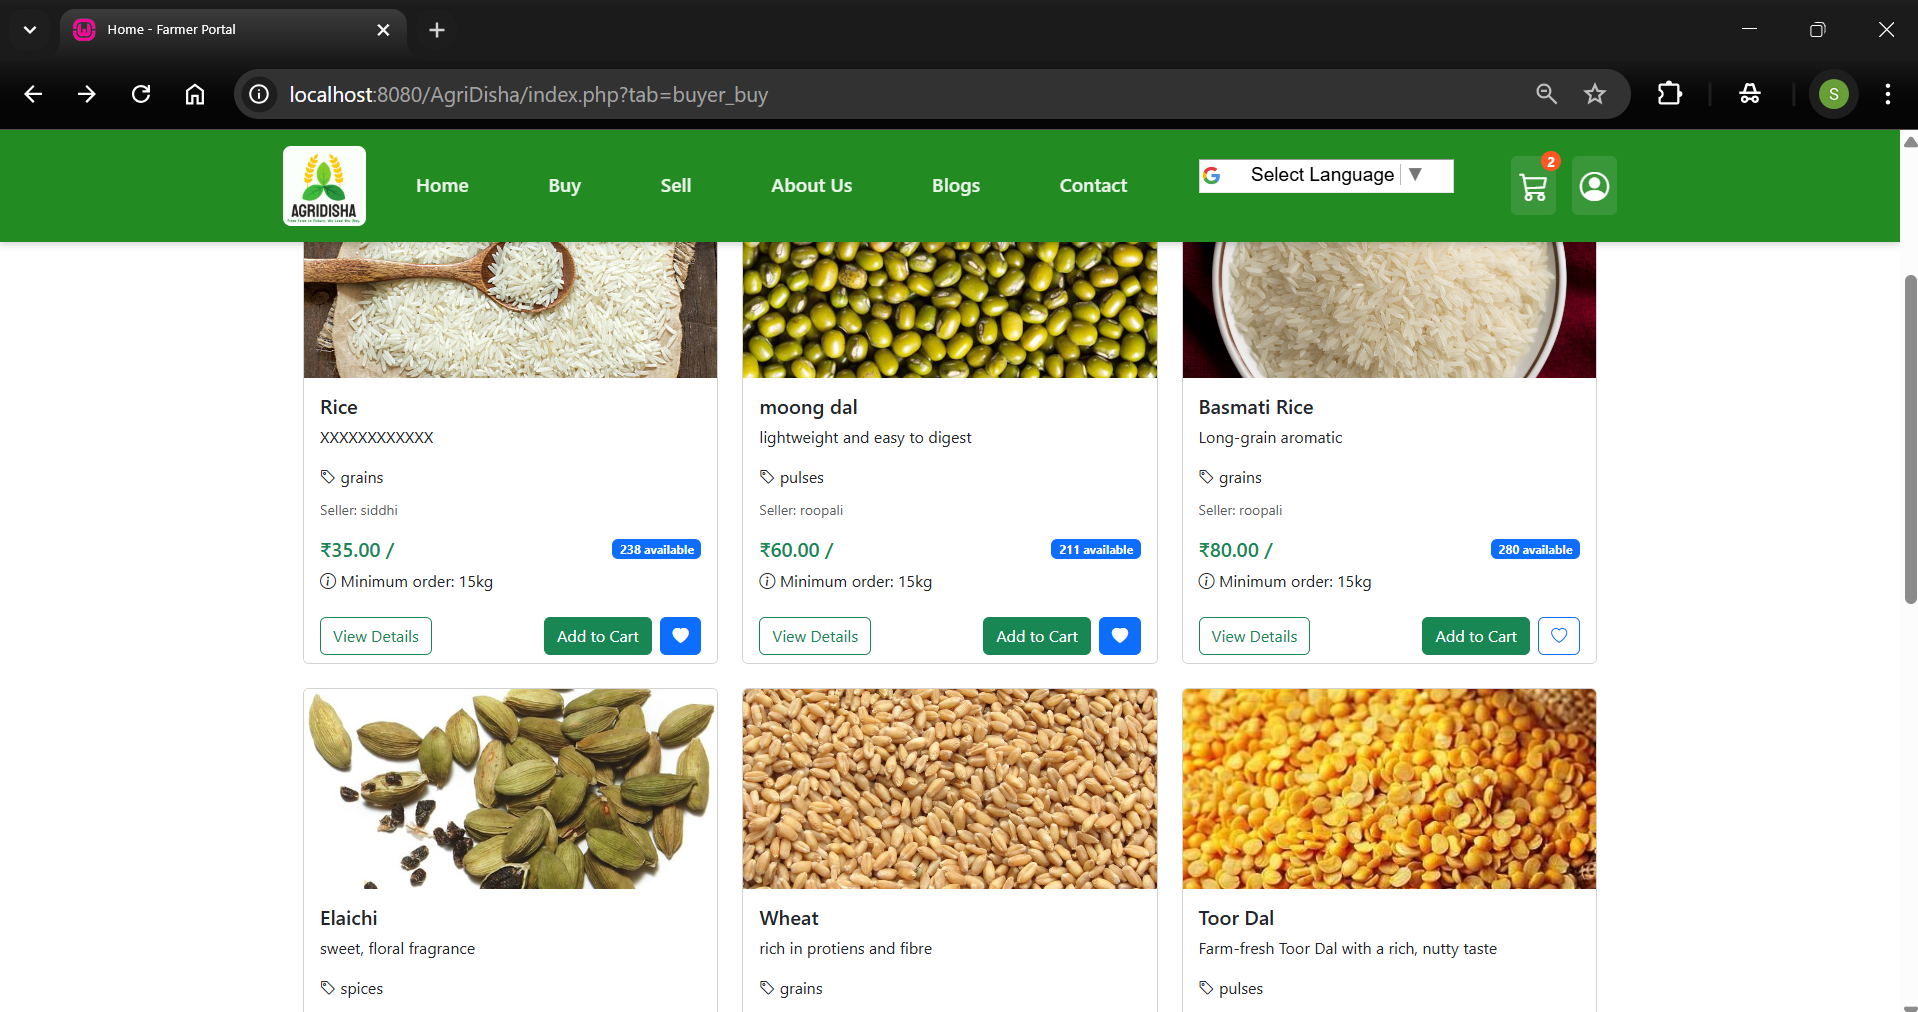 Home - Farmer Portal
localhost:8080/AgriDisha/index.php?tab=buyer_buy
S
AGRIDISHA
Home
Buy
Sell
About Us
Blogs
Contact
G Select Language ▼
2
Rice
XXXXXXXXXXXX
grains
Seller: siddhi
₹35.00 /
238 available
Minimum order: 15kg
View Details
Add to Cart
moong dal
lightweight and easy to digest
pulses
Seller: roopali
₹60.00 /
211 available
Minimum order: 15kg
View Details
Add to Cart
Basmati Rice
Long-grain aromatic
grains
Seller: roopali
₹80.00 /
280 available
Minimum order: 15kg
View Details
Add to Cart
Elaichi
sweet, floral fragrance
spices
Wheat
rich in protiens and fibre
grains
Toor Dal
Farm-fresh Toor Dal with a rich, nutty taste
pulses